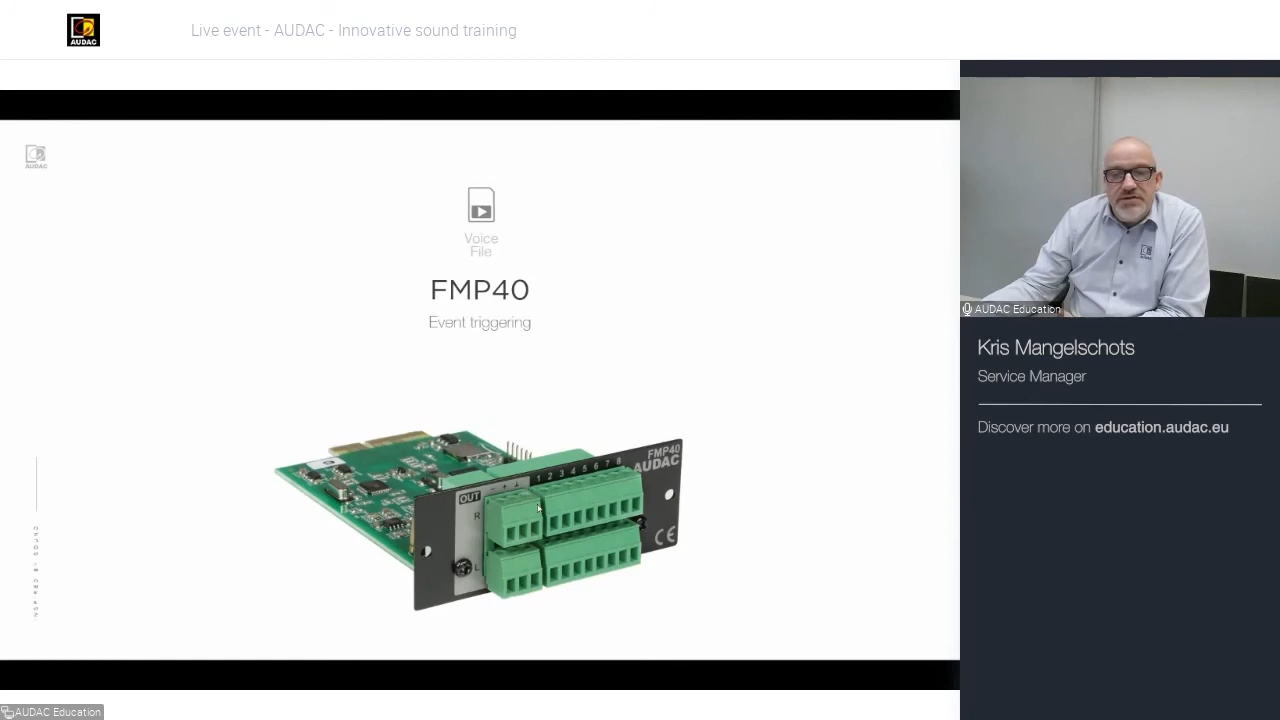 AUDAC
Live event - AUDAC - Innovative sound training
AUDAC
Voice
File
FMP40
Event triggering
FMP40
AUDAC
OUT
- + ⏚
1 2 3 4 5 6 7 8
R
L
CE
AUDAC Education
Kris Mangelschots
Service Manager
Discover more on education.audac.eu
AUDAC Education